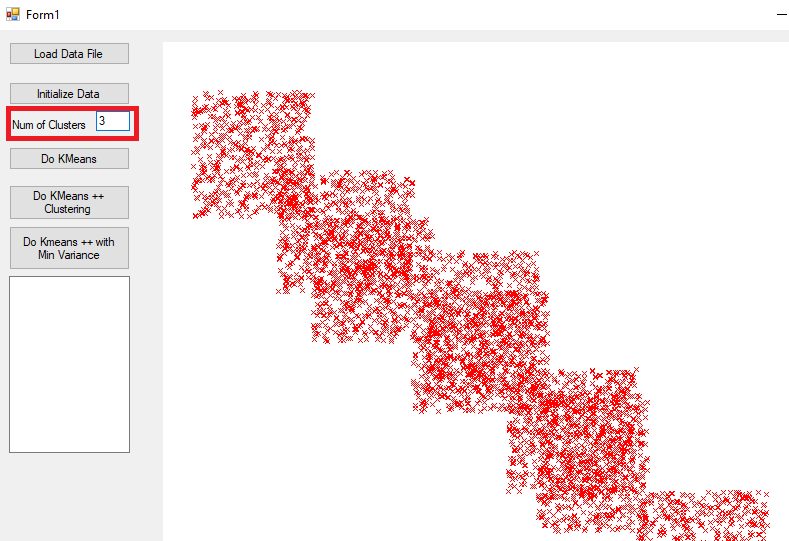 Form1
Load Data File
Initialize Data
Num of Clusters 3
Do KMeans
Do KMeans ++
Clustering
Do Kmeans ++ with
Min Variance